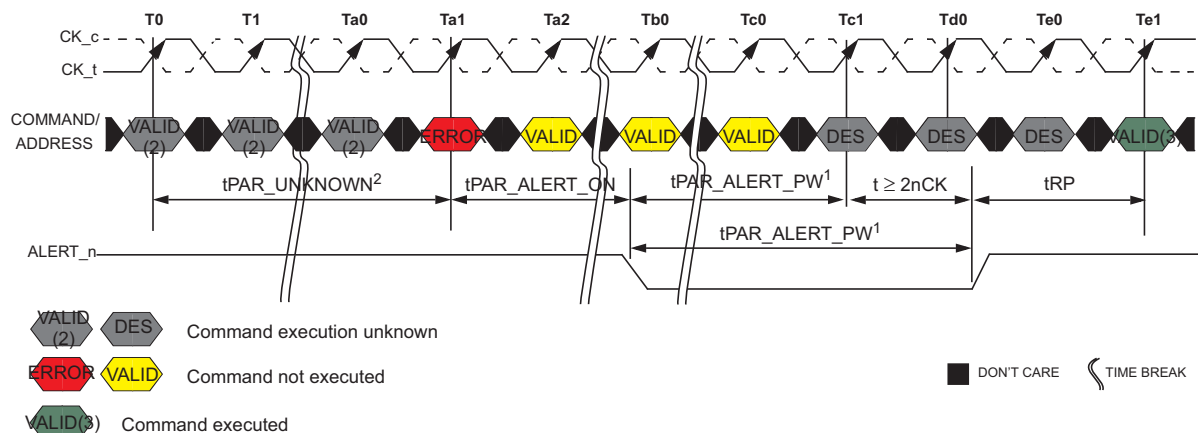 T0 T1 Ta0 Ta1 Ta2 Tb0 Tc0 Tc1 Td0 Te0 Te1
CK_c
CK_t
COMMAND/
ADDRESS
VALID (2) VALID (2) VALID (2) ERROR VALID VALID VALID DES DES DES VALID(3)
tPAR_UNKNOWN² tPAR_ALERT_ON tPAR_ALERT_PW¹ t ≥ 2nCK tRP
tPAR_ALERT_PW¹
ALERT_n
VALID (2) DES Command execution unknown
ERROR VALID Command not executed
DON'T CARE TIME BREAK
VALID(3) Command executed